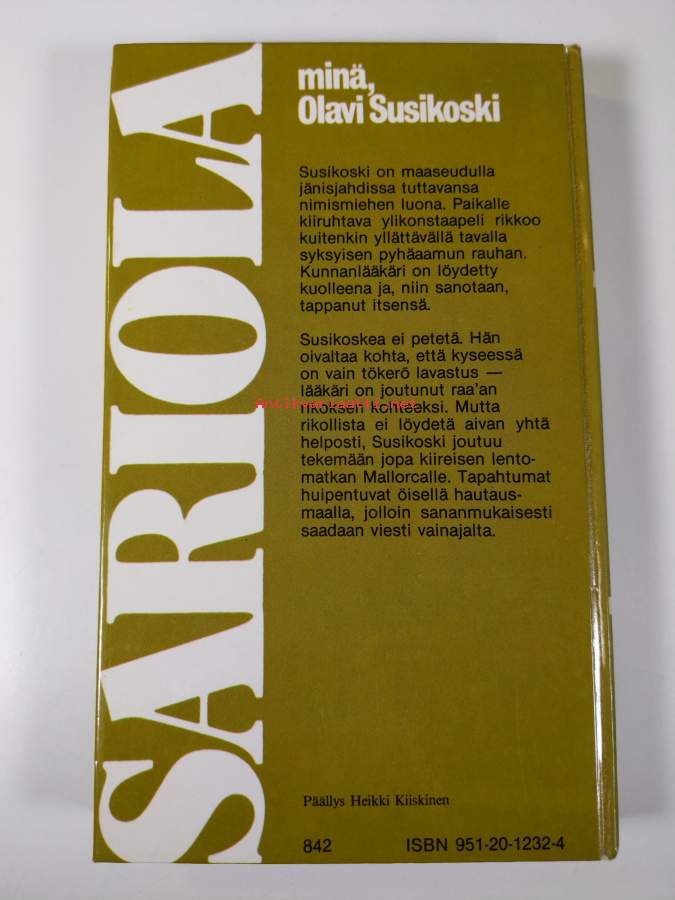 SARIOLA
minä,
Olavi Susikoski
Susikoski on maaseudulla
jänisjahdissa tuttavansa
nimismiehen luona. Paikalle
kiiruhtava ylikonstaapeli rikkoo
kuitenkin yllättävällä tavalla
syksyisen pyhäaamun rauhan.
Kunnanlääkäri on löydetty
kuolleena ja, niin sanotaan,
tappanut itsensä.
Susikoskea ei petetä. Hän
oivaltaa kohta, että kyseessä
on vain tökerö lavastus —
lääkäri on joutunut raa'an
rikoksen kohteeksi. Mutta
rikollista ei löydetä aivan yhtä
helposti, Susikoski joutuu
tekemään jopa kiireisen lento-
matkan Mallorcalle. Tapahtumat
huipentuvat öisellä hautaus-
maalla, jolloin sananmukaisesti
saadaan viesti vainajalta.
Päällys Heikki Kiiskinen
842 ISBN 951-20-1232-4